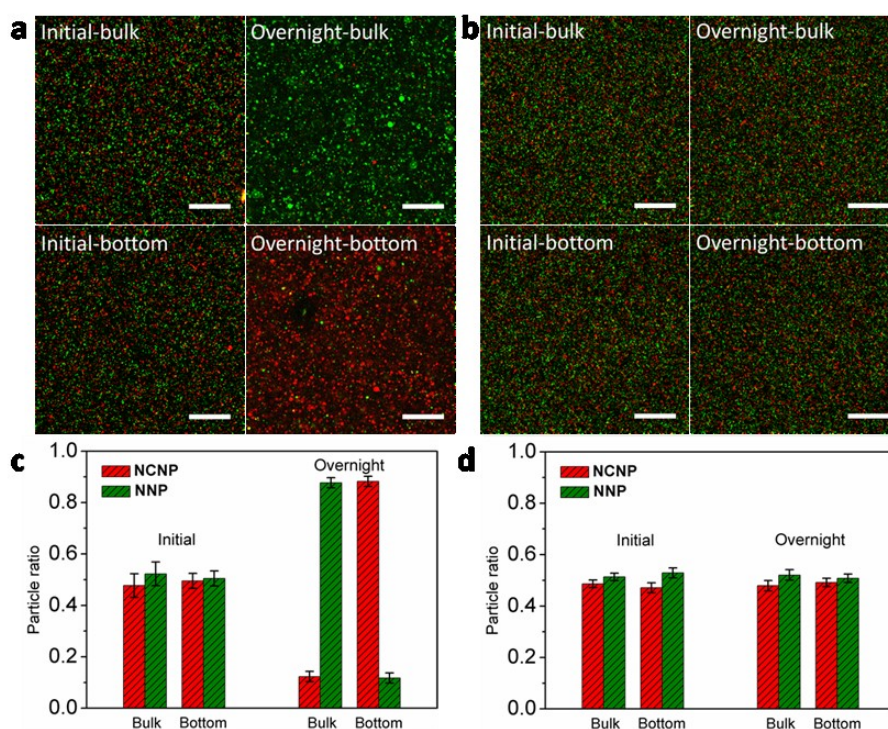 a
Initial-bulk
Overnight-bulk
Initial-bottom
Overnight-bottom
b
Initial-bulk
Overnight-bulk
Initial-bottom
Overnight-bottom
c
1.0
0.8
0.6
0.4
0.2
0.0
Particle ratio
NCNP
NNP
Initial
Overnight
Bulk Bottom Bulk Bottom
d
1.0
0.8
0.6
0.4
0.2
0.0
Particle ratio
NCNP
NNP
Initial
Overnight
Bulk Bottom Bulk Bottom